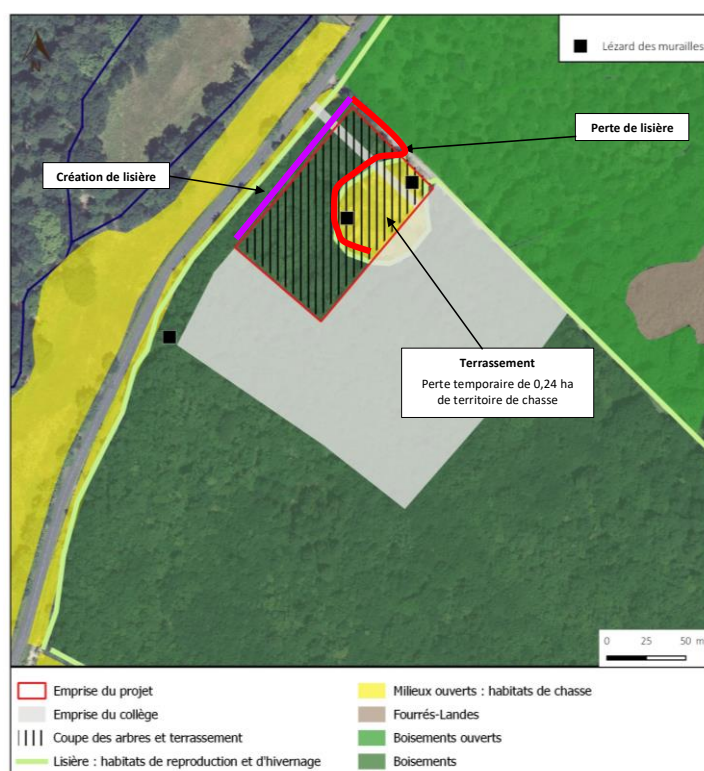 Lézard des murailles
Perte de lisière
Création de lisière
Terrassement
Perte temporaire de 0,24 ha
de territoire de chasse
0 25 50 m
Emprise du projet
Emprise du collège
Coupe des arbres et terrassement
Lisière : habitats de reproduction et d'hivernage
Milieux ouverts : habitats de chasse
Fourrés-Landes
Boisements ouverts
Boisements